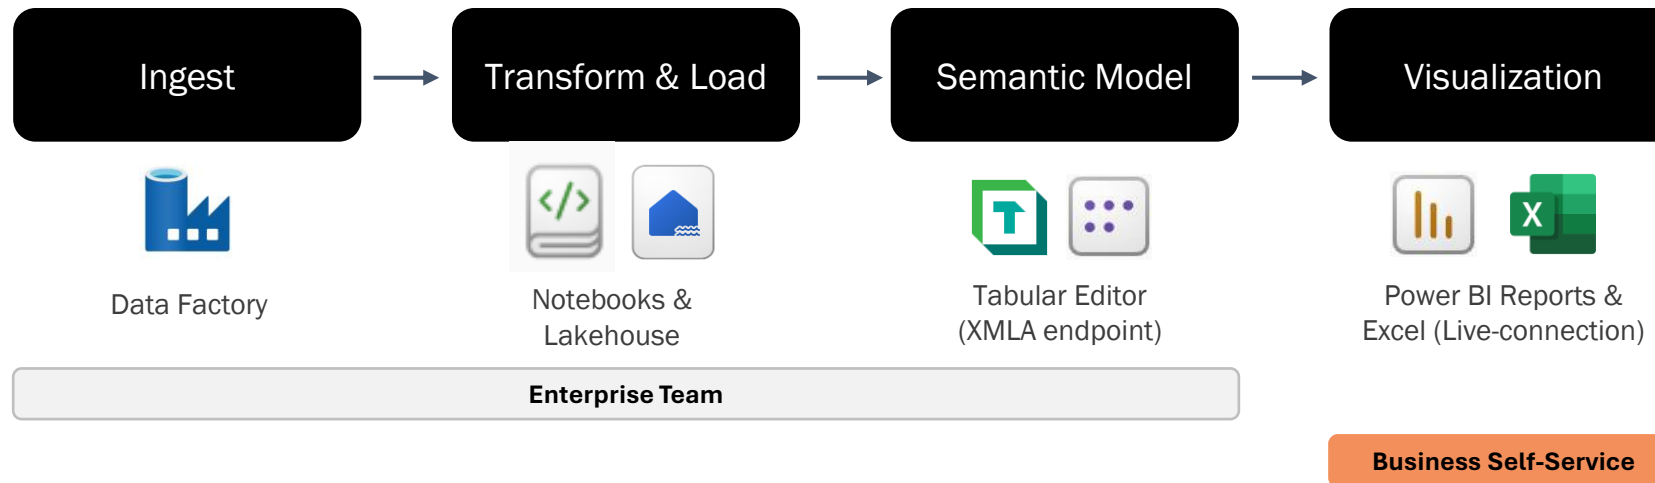 Ingest
Transform & Load
Semantic Model
Visualization
</>
T
X
Data Factory
Notebooks &
Lakehouse
Tabular Editor
(XMLA endpoint)
Power BI Reports &
Excel (Live-connection)
Enterprise Team
Business Self-Service